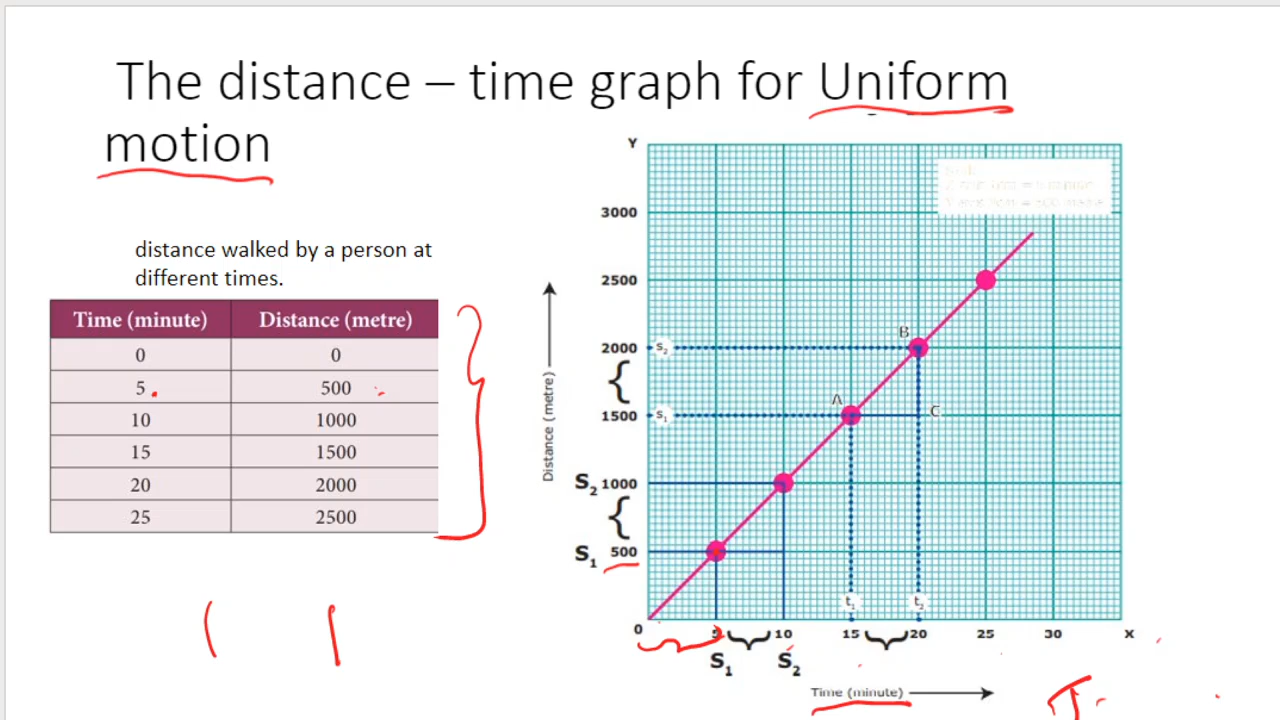 The distance – time graph for Uniform
motion
distance walked by a person at
different times.
Time (minute) Distance (metre)
0 0
5 500
10 1000
15 1500
20 2000
25 2500
Y
3000
2500
B
2000 S2
A
1500 S1 C
Distance (metre)
S2 1000
S1 500
t1 t2
0 5 10 15 20 25 30 X
S1 S2
Time (minute)